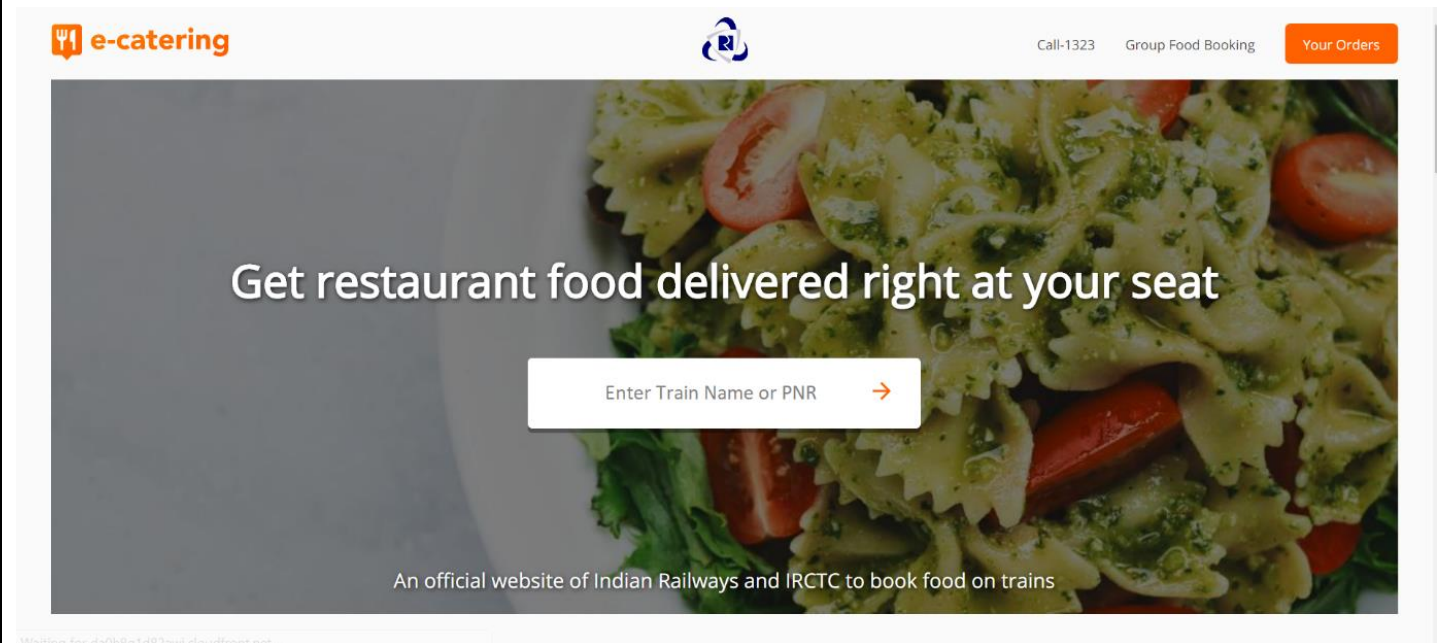 e-catering
Call-1323
Group Food Booking
Your Orders
Get restaurant food delivered right at your seat
Enter Train Name or PNR
An official website of Indian Railways and IRCTC to book food on trains